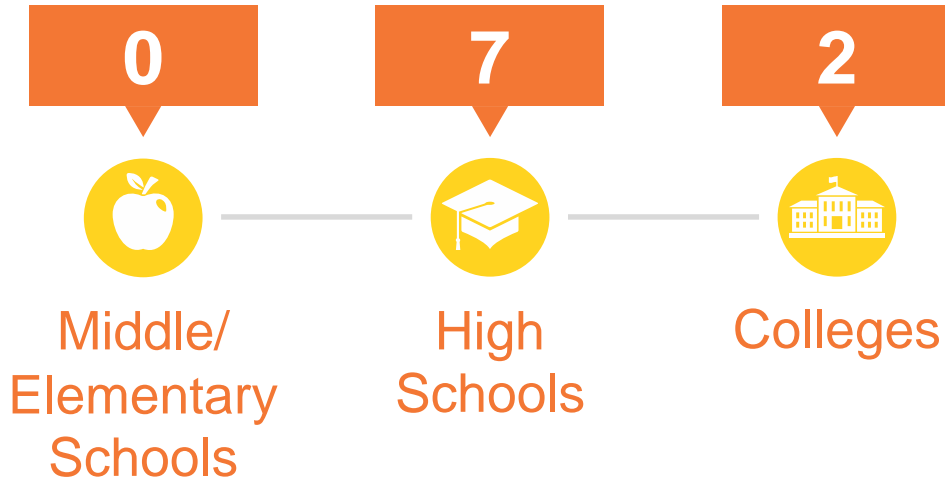 0
7
2
Middle/
Elementary
Schools
High
Schools
Colleges